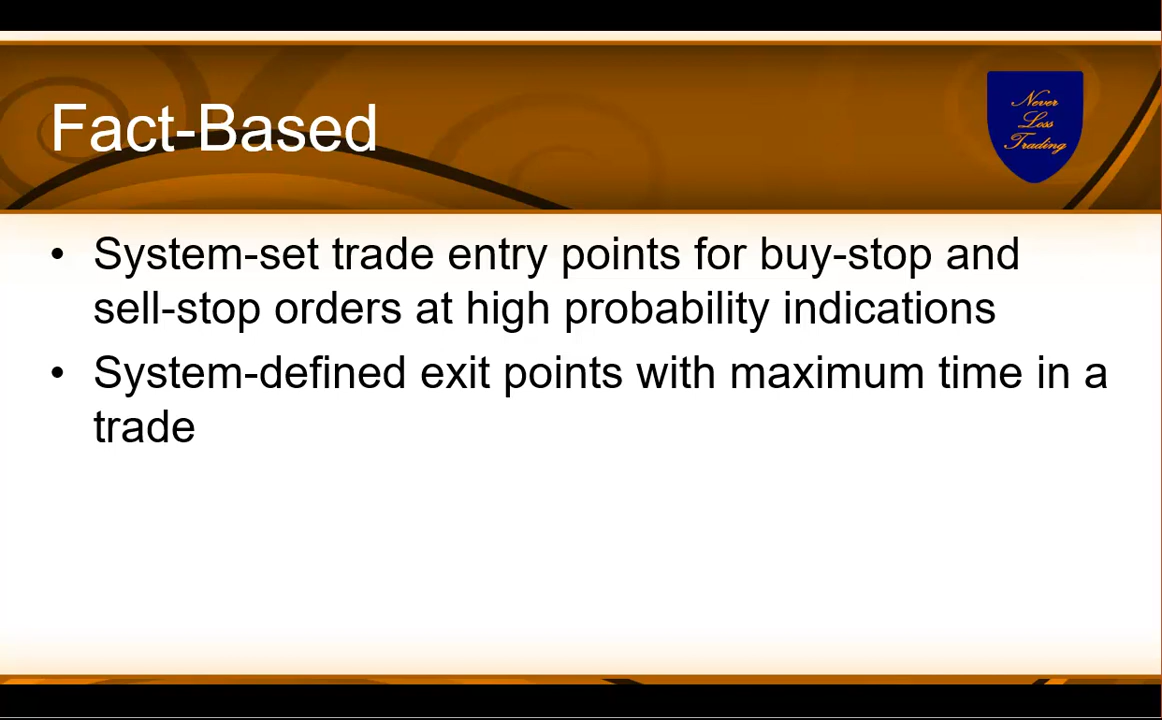 Fact-Based
Never
Loss
Trading
• System-set trade entry points for buy-stop and
sell-stop orders at high probability indications
• System-defined exit points with maximum time in a
trade